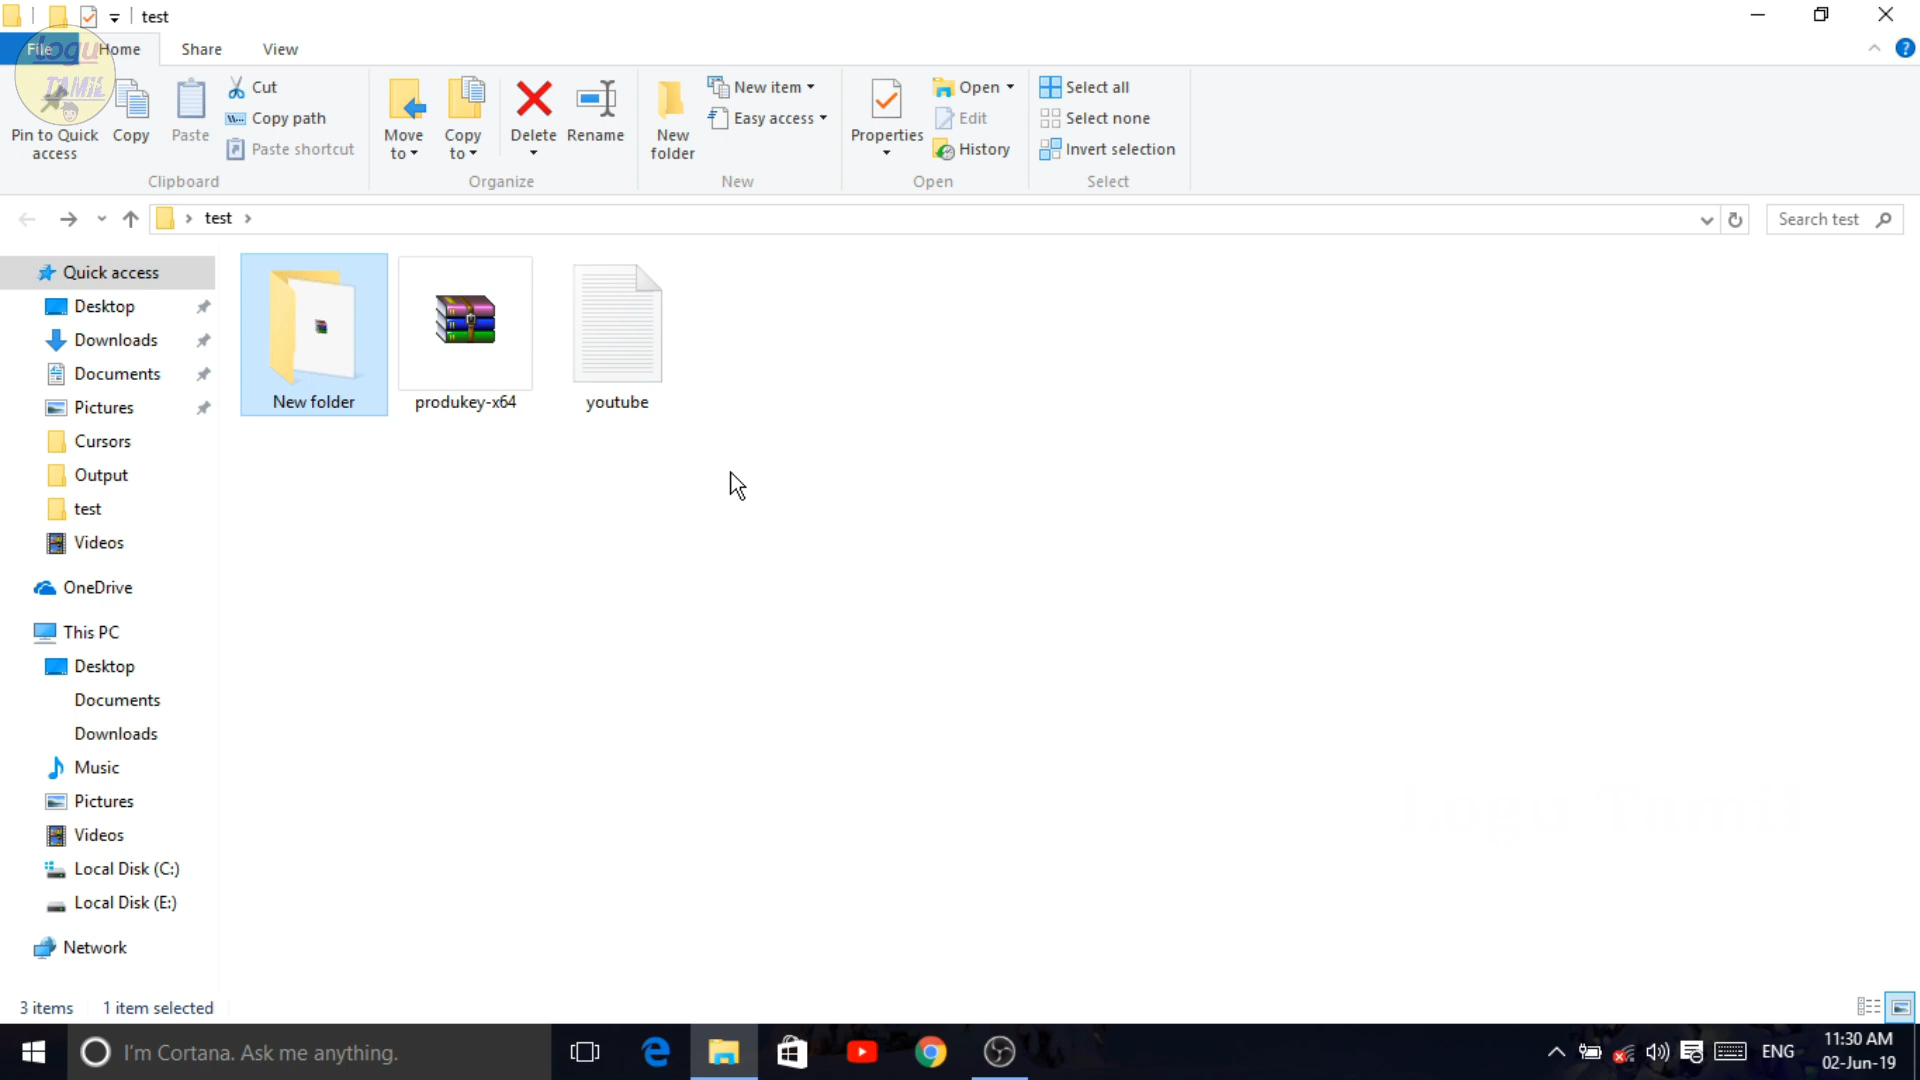 test
File
Home
Share
View
logu
TAMIL
Pin to Quick access
Copy
Paste
Cut
Copy path
Paste shortcut
Clipboard
Move to
Copy to
Delete
Rename
Organize
New folder
New item
Easy access
New
Properties
Open
Edit
History
Open
Select all
Select none
Invert selection
Select
test
Search test
Quick access
Desktop
Downloads
Documents
Pictures
Cursors
Output
test
Videos
OneDrive
This PC
Desktop
Documents
Downloads
Music
Pictures
Videos
Local Disk (C:)
Local Disk (E:)
Network
New folder
produkey-x64
youtube
Logu Tamil
3 items
1 item selected
I'm Cortana. Ask me anything.
ENG
11:30 AM
02-Jun-19